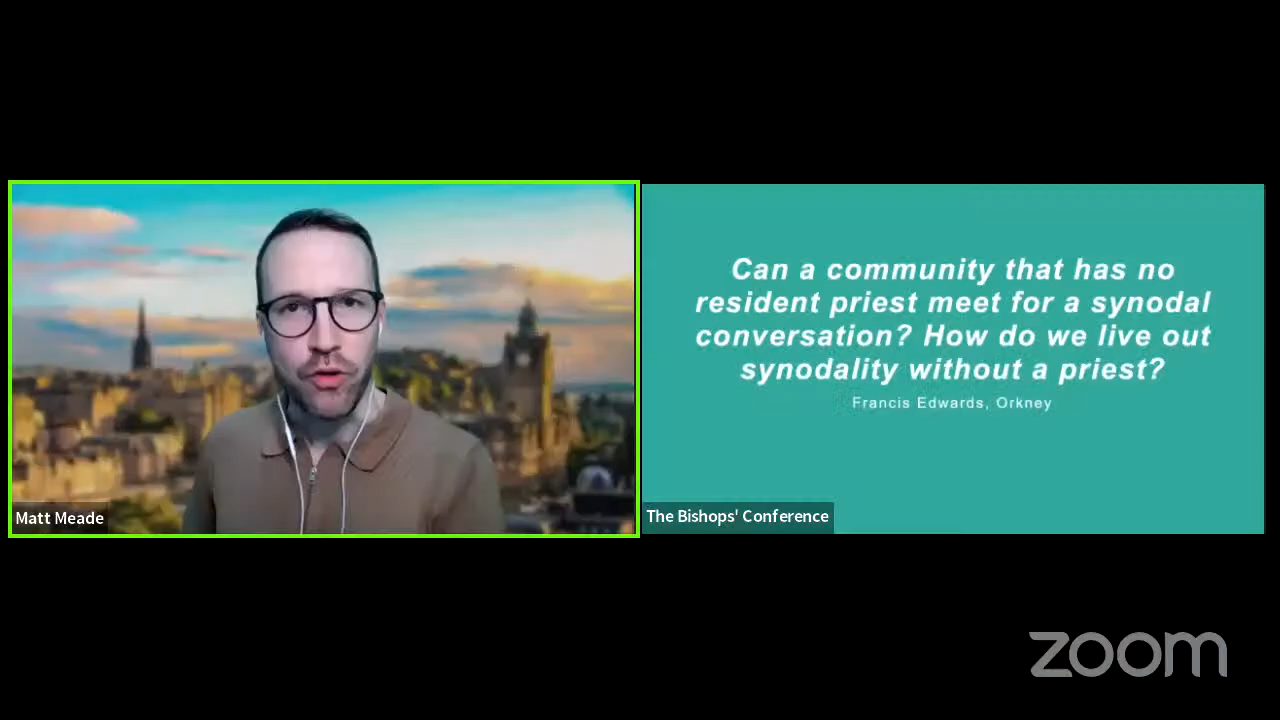 Can a community that has no
resident priest meet for a synodal
conversation? How do we live out
synodality without a priest?
Francis Edwards, Orkney
Matt Meade
The Bishops' Conference
zoom